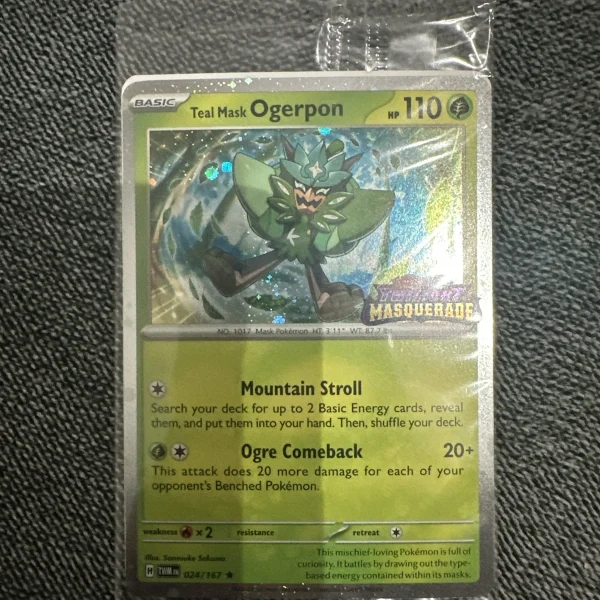 BASIC
Teal Mask Ogerpon HP 110
TWILIGHT
MASQUERADE
NO. 1017 Mask Pokémon HT: 3'11" WT: 87.7 lbs
Mountain Stroll
Search your deck for up to 2 Basic Energy cards, reveal
them, and put them into your hand. Then, shuffle your deck.
Ogre Comeback 20+
This attack does 20 more damage for each of your
opponent's Benched Pokémon.
weakness ×2 resistance retreat
Illus. Sanosuke Sakuma
This mischief-loving Pokémon is full of
curiosity. It battles by drawing out the type-
based energy contained within its masks.
H TWM EN 024/167 ★